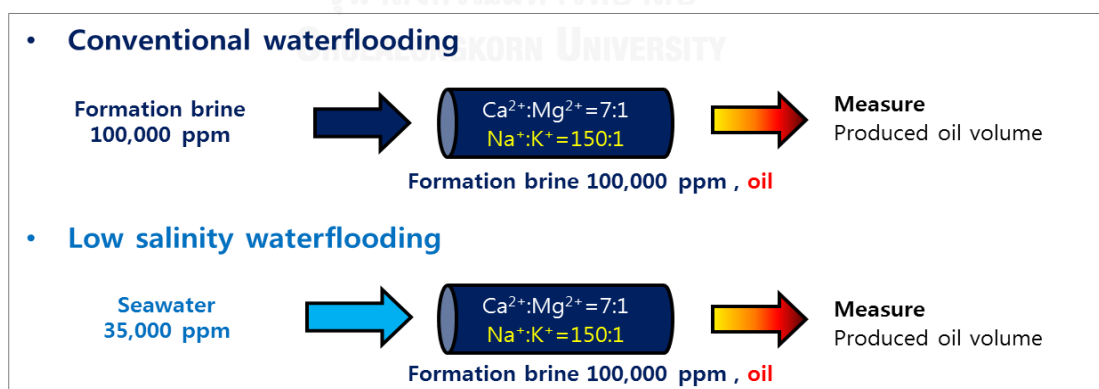 CHULALONGKORN UNIVERSITY
• Conventional waterflooding
Formation brine
100,000 ppm
Ca²⁺:Mg²⁺=7:1
Na⁺:K⁺=150:1
Measure
Produced oil volume
Formation brine 100,000 ppm , oil
• Low salinity waterflooding
Seawater
35,000 ppm
Ca²⁺:Mg²⁺=7:1
Na⁺:K⁺=150:1
Measure
Produced oil volume
Formation brine 100,000 ppm , oil